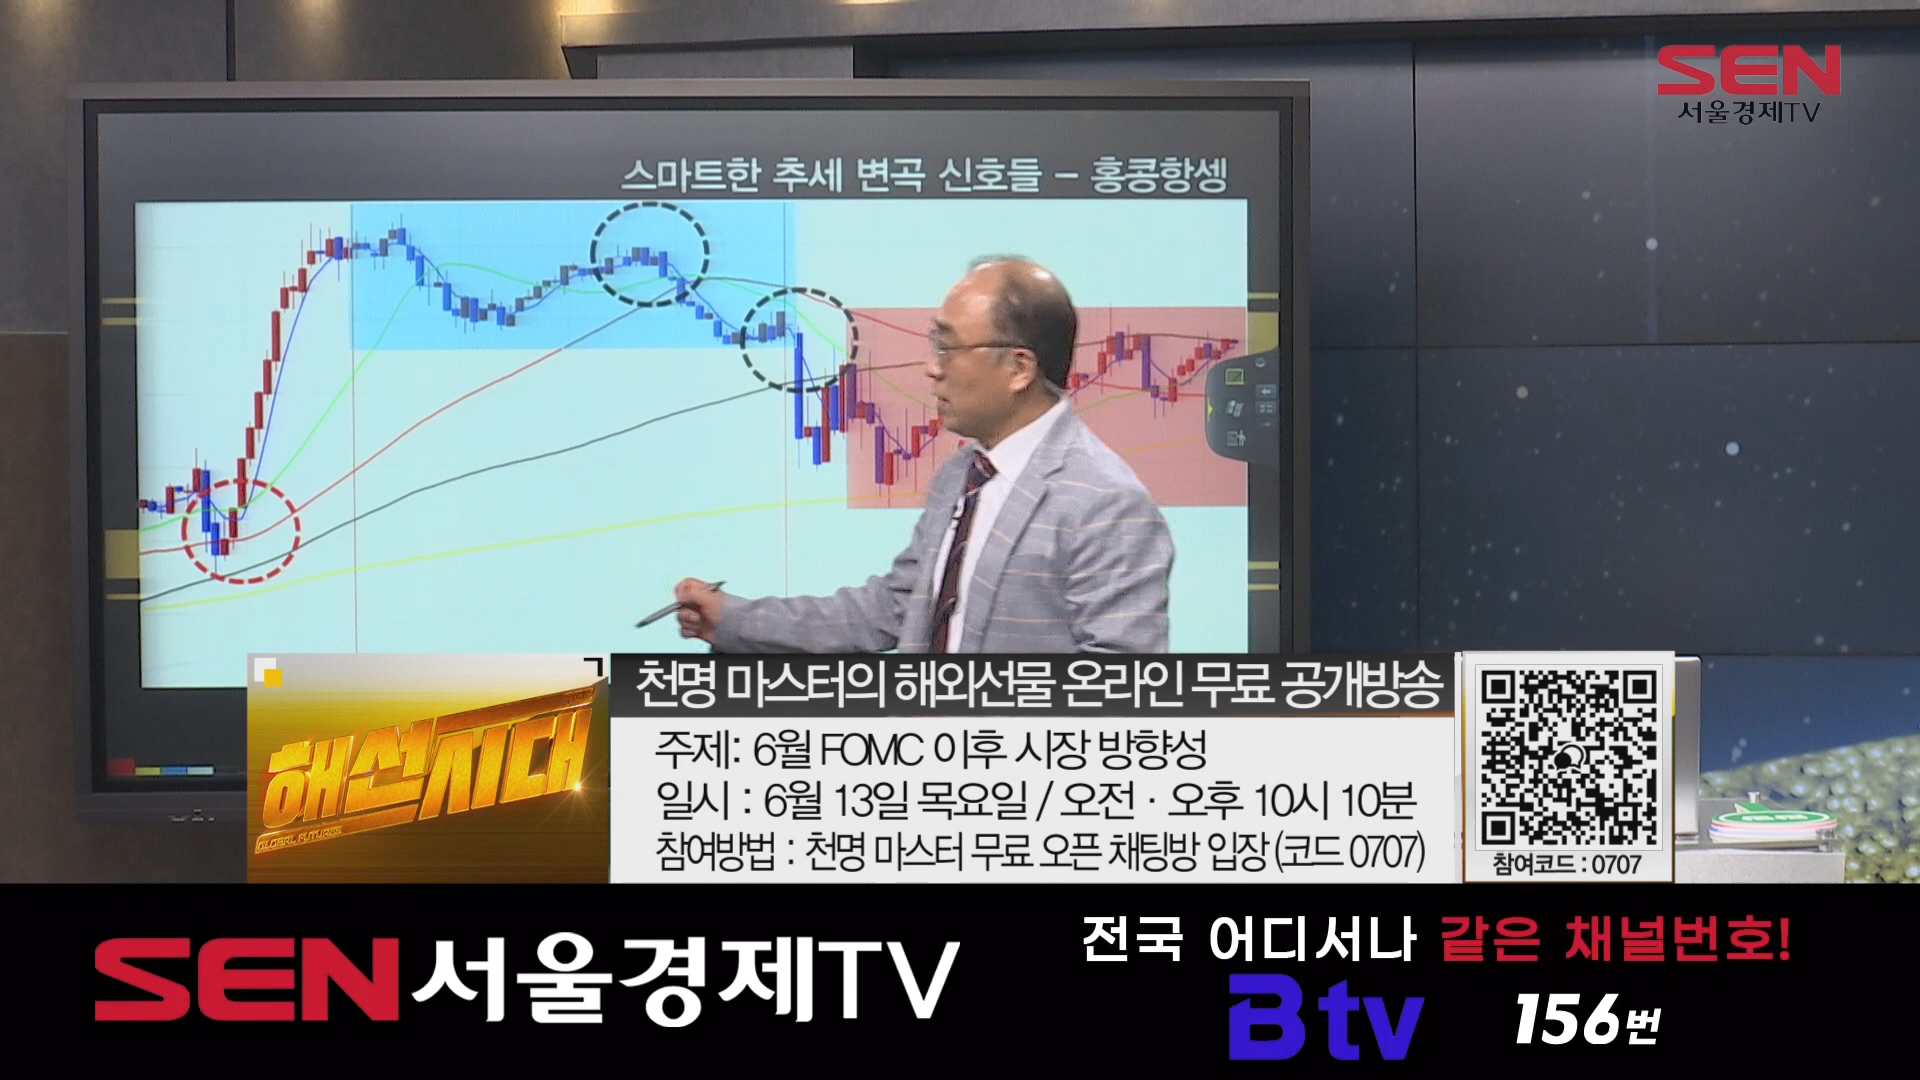 SEN
서울경제TV
스마트한 추세 변곡 신호들 - 홍콩항셍
해선시대
GLOBAL FUTURES
천명 마스터의 해외선물 온라인 무료 공개방송
주제: 6월 FOMC 이후 시장 방향성
일시 : 6월 13일 목요일 / 오전 · 오후 10시 10분
참여방법 : 천명 마스터 무료 오픈 채팅방 입장 (코드 0707)
참여코드 : 0707
SEN 서울경제TV
전국 어디서나 같은 채널번호!
B tv 156번